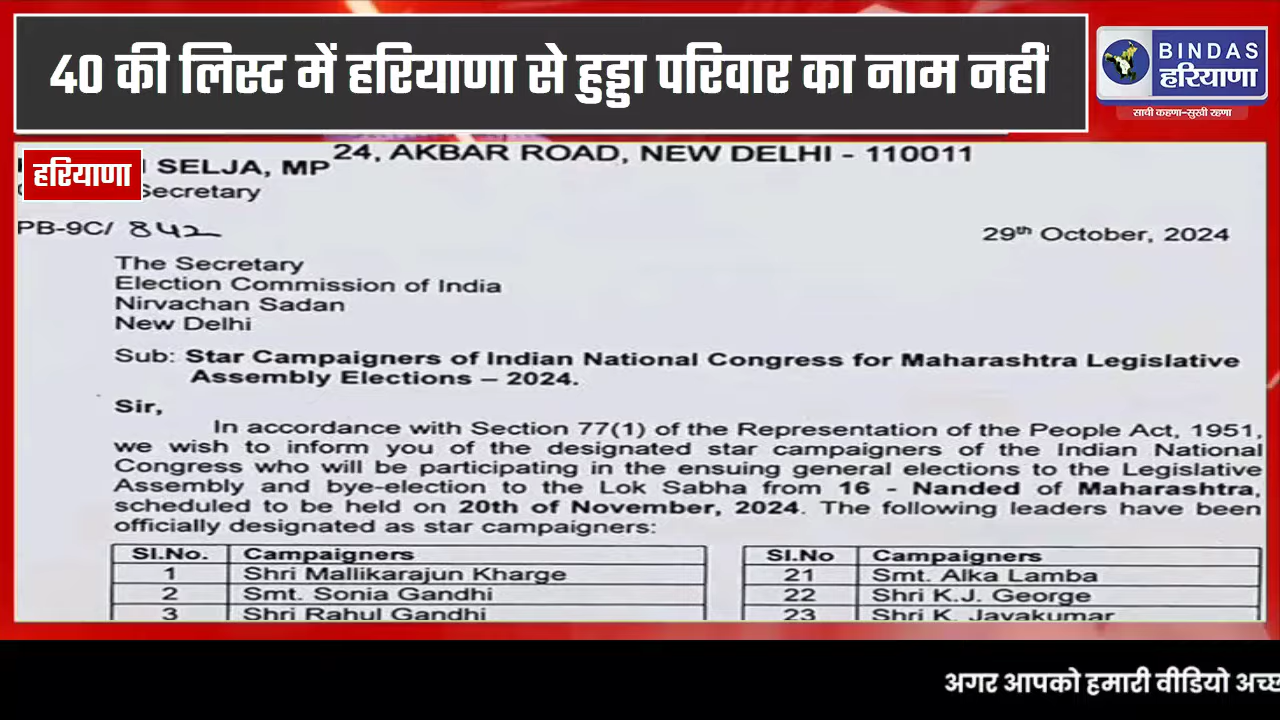 40 की लिस्ट में हरियाणा से हुड्डा परिवार का नाम नहीं
BINDAS
हरियाणा
साची कहणा-सुखी रहणा
हरियाणा
24, AKBAR ROAD, NEW DELHI - 110011
SELJA, MP
Secretary
PB-9C/ 842
29th October, 2024
The Secretary
Election Commission of India
Nirvachan Sadan
New Delhi
Sub: Star Campaigners of Indian National Congress for Maharashtra Legislative
Assembly Elections – 2024.
Sir,
In accordance with Section 77(1) of the Representation of the People Act, 1951,
we wish to inform you of the designated star campaigners of the Indian National
Congress who will be participating in the ensuing general elections to the Legislative
Assembly and bye-election to the Lok Sabha from 16 - Nanded of Maharashtra,
scheduled to be held on 20th of November, 2024. The following leaders have been
officially designated as star campaigners:
Sl.No. Campaigners Sl.No Campaigners
1 Shri Mallikarajun Kharge 21 Smt. Alka Lamba
2 Smt. Sonia Gandhi 22 Shri K.J. George
3 Shri Rahul Gandhi 23 Shri K. Jayakumar
अगर आपको हमारी वीडियो